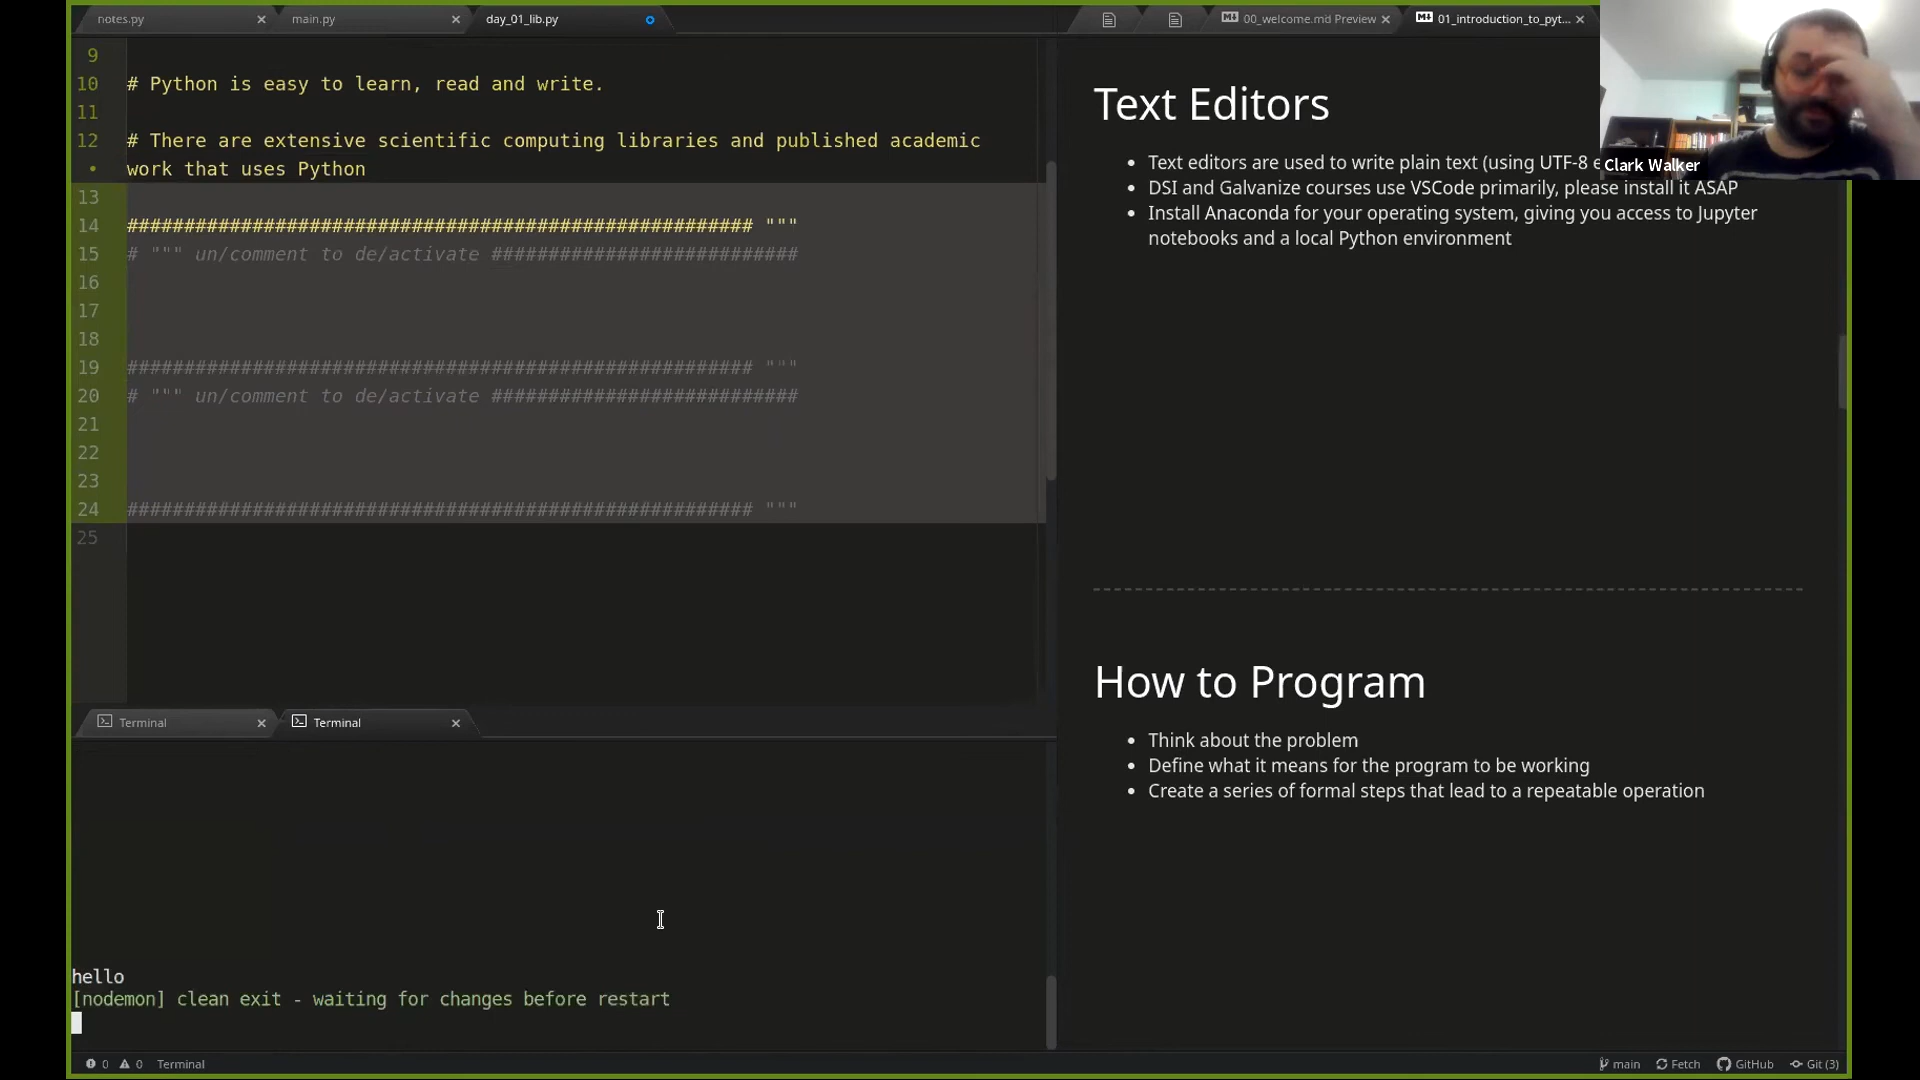 notes.py
main.py
day_01_lib.py
00_welcome.md Preview
01_introduction_to_pyt...
9
10 # Python is easy to learn, read and write.
11
12 # There are extensive scientific computing libraries and published academic
• work that uses Python
13
14 ####################################################### """
15 # """ un/comment to de/activate ###########################
16
17
18
19 ####################################################### """
20 # """ un/comment to de/activate ###########################
21
22
23
24 ####################################################### """
25
Text Editors
• Text editors are used to write plain text (using UTF-8 e
• DSI and Galvanize courses use VSCode primarily, please install it ASAP
• Install Anaconda for your operating system, giving you access to Jupyter
notebooks and a local Python environment
Clark Walker
How to Program
• Think about the problem
• Define what it means for the program to be working
• Create a series of formal steps that lead to a repeatable operation
Terminal
Terminal
hello
[nodemon] clean exit - waiting for changes before restart
0 0 Terminal
main Fetch GitHub Git (3)